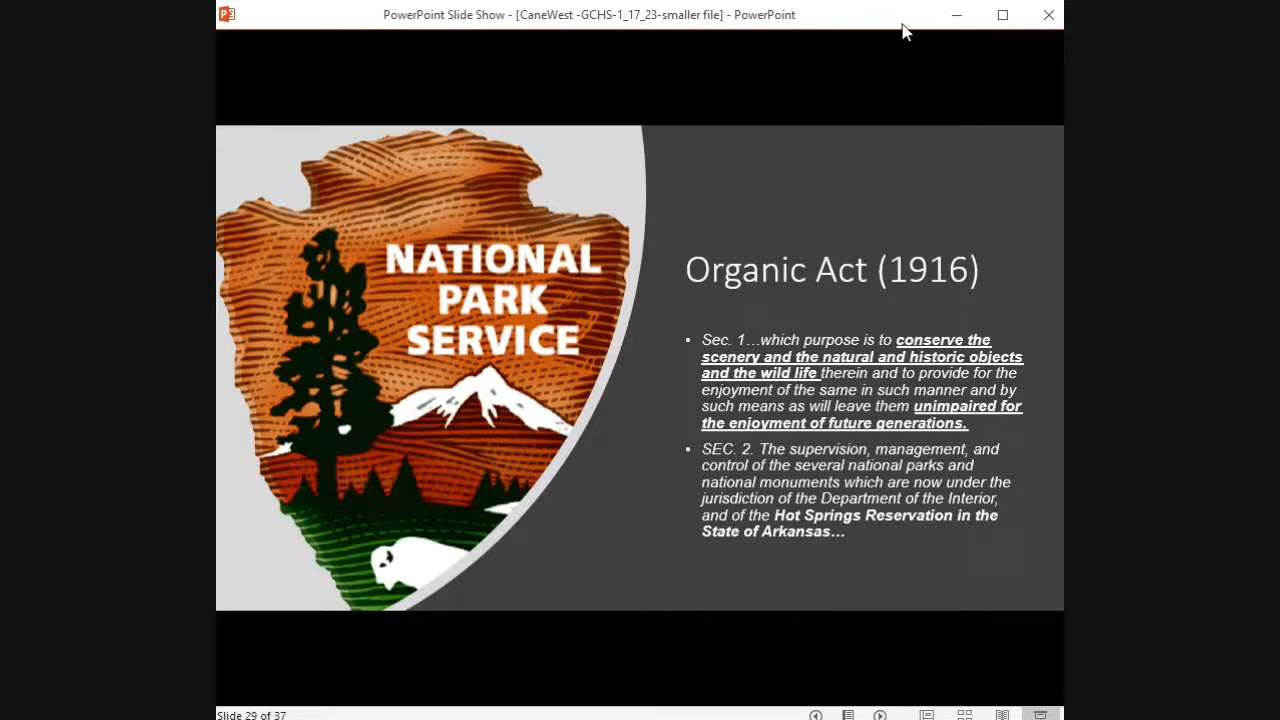 PowerPoint Slide Show - [CaneWest -GCHS-1_17_23-smaller file] - PowerPoint
NATIONAL
PARK
SERVICE
Organic Act (1916)
• Sec. 1…which purpose is to conserve the
scenery and the natural and historic objects
and the wild life therein and to provide for the
enjoyment of the same in such manner and by
such means as will leave them unimpaired for
the enjoyment of future generations.
• SEC. 2. The supervision, management, and
control of the several national parks and
national monuments which are now under the
jurisdiction of the Department of the Interior,
and of the Hot Springs Reservation in the
State of Arkansas…
Slide 29 of 37